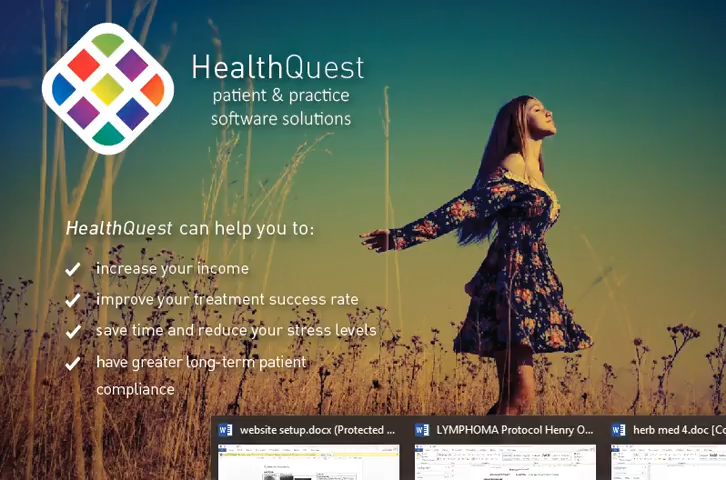 HealthQuest
patient & practice
software solutions
HealthQuest can help you to:
increase your income
improve your treatment success rate
save time and reduce your stress levels
have greater long-term patient
compliance
website setup.docx (Protected ...
LYMPHOMA Protocol Henry O...
herb med 4.doc [Co